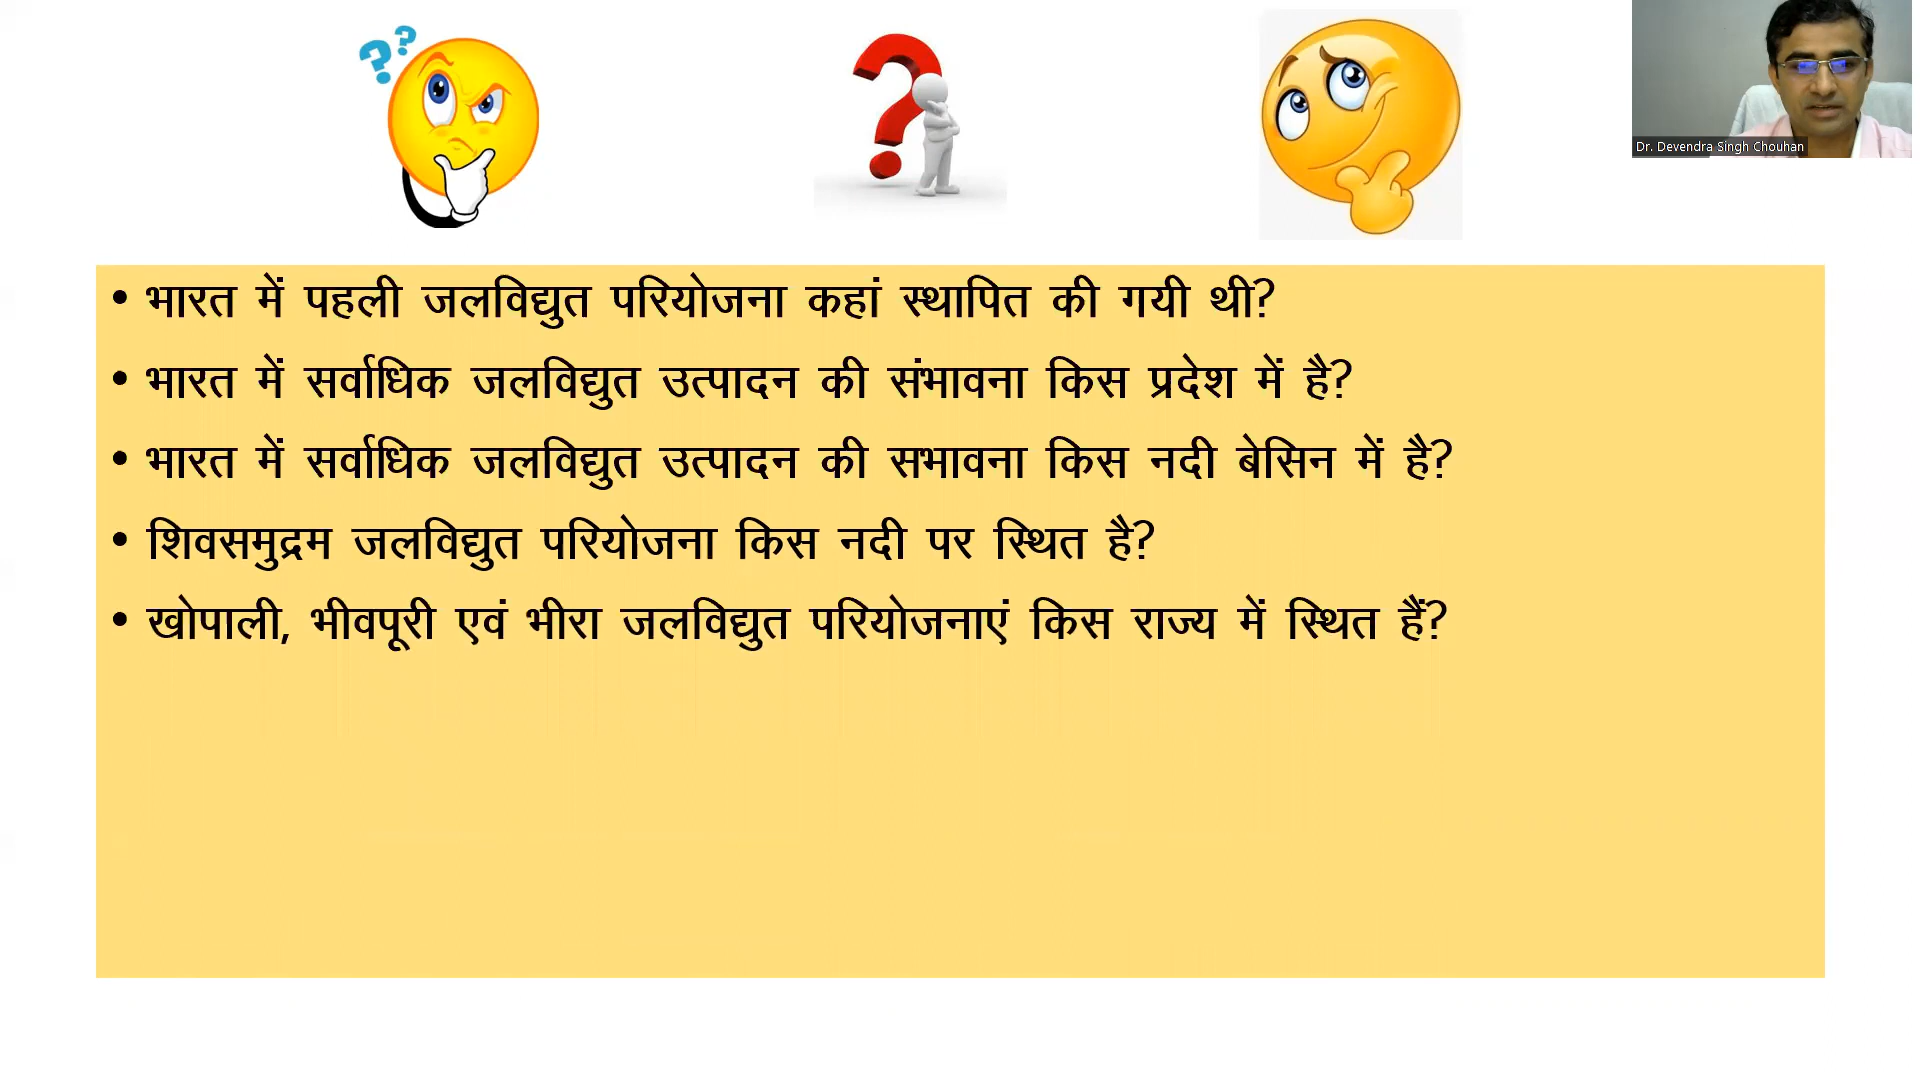 Dr. Devendra Singh Chouhan
• भारत में पहली जलविद्युत परियोजना कहां स्थापित की गयी थी?
• भारत में सर्वाधिक जलविद्युत उत्पादन की संभावना किस प्रदेश में है?
• भारत में सर्वाधिक जलविद्युत उत्पादन की सभावना किस नदी बेसिन में है?
• शिवसमुद्रम जलविद्युत परियोजना किस नदी पर स्थित है?
• खोपाली, भीवपूरी एवं भीरा जलविद्युत परियोजनाएं किस राज्य में स्थित हैं?